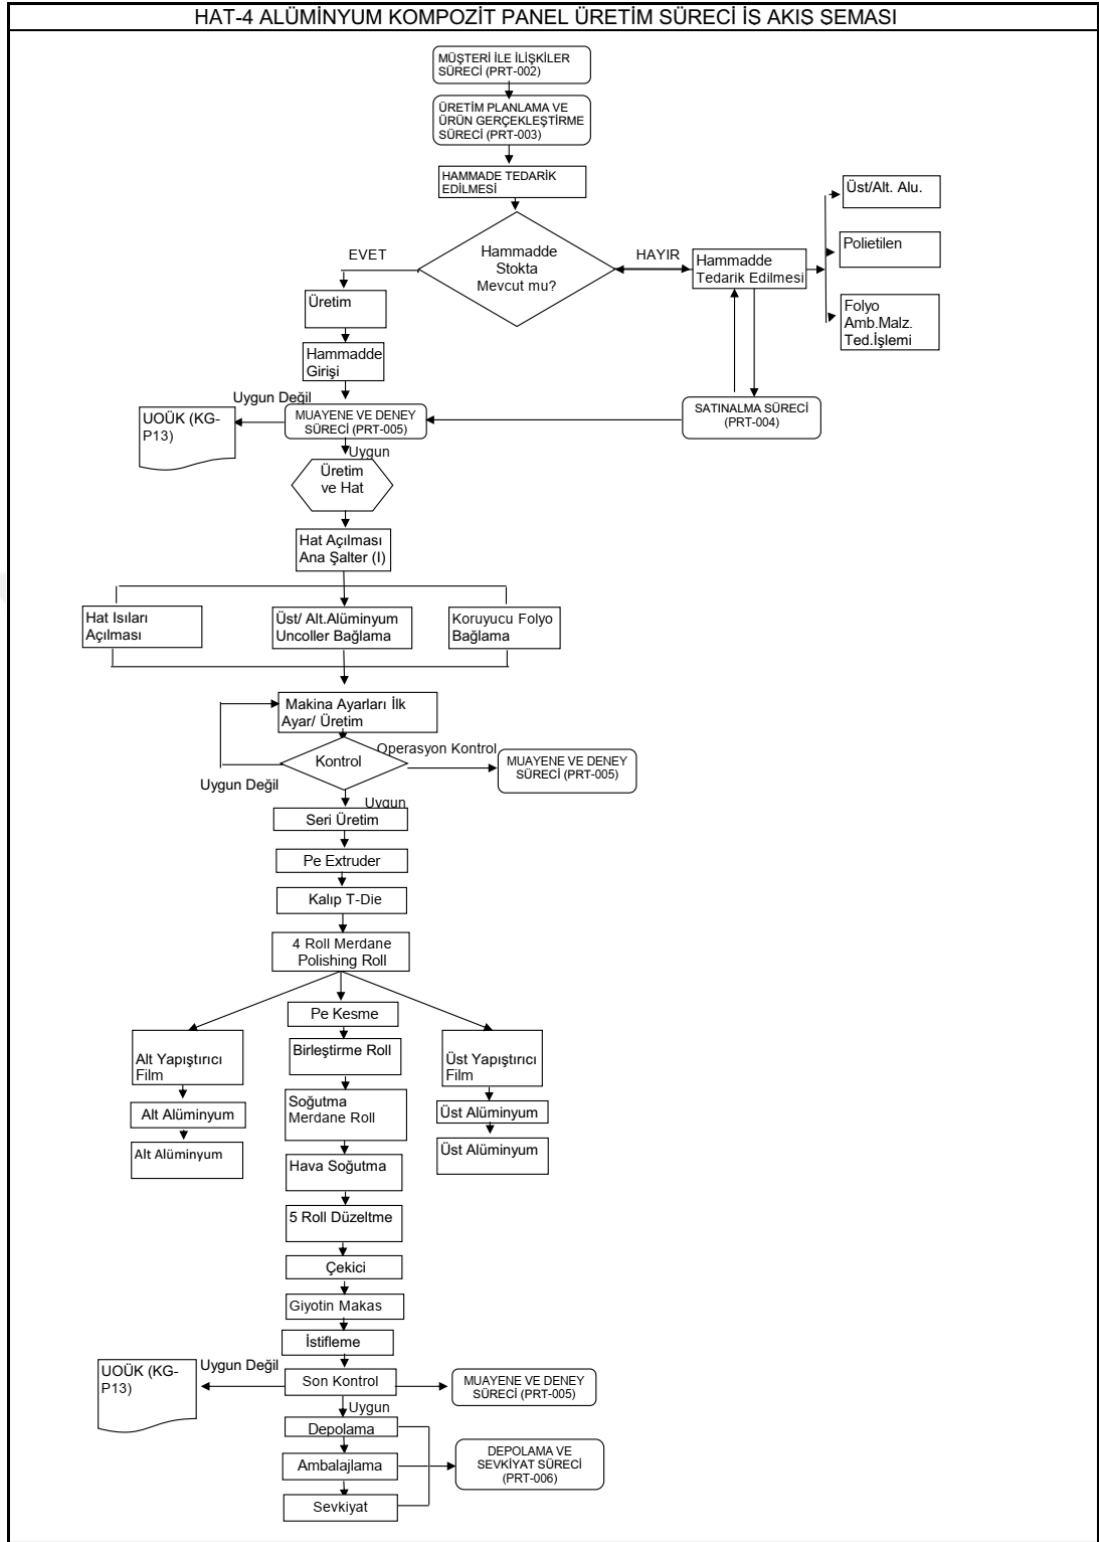 HAT-4 ALÜMİNYUM KOMPOZİT PANEL ÜRETİM SÜRECİ İS AKIS SEMASI
MÜŞTERİ İLE İLİŞKİLER
SÜRECİ (PRT-002)
ÜRETİM PLANLAMA VE
ÜRÜN GERÇEKLEŞTİRME
SÜRECİ (PRT-003)
HAMMADE TEDARİK
EDİLMESİ
Hammadde
Stokta
Mevcut mu?
EVET
HAYIR
Hammadde
Tedarik Edilmesi
Üst/Alt. Alu.
Polietilen
Folyo
Amb.Malz.
Ted.İşlemi
Üretim
Hammadde
Girişi
SATINALMA SÜRECİ
(PRT-004)
MUAYENE VE DENEY
SÜRECİ (PRT-005)
Uygun Değil
UOÜK (KG-
P13)
Uygun
Üretim
ve Hat
Hat Açılması
Ana Şalter (I)
Hat Isıları
Açılması
Üst/ Alt.Alüminyum
Uncoller Bağlama
Koruyucu Folyo
Bağlama
Makina Ayarları İlk
Ayar/ Üretim
Kontrol
Operasyon Kontrol
MUAYENE VE DENEY
SÜRECİ (PRT-005)
Uygun Değil
Uygun
Seri Üretim
Pe Extruder
Kalıp T-Die
4 Roll Merdane
Polishing Roll
Pe Kesme
Alt Yapıştırıcı
Film
Birleştirme Roll
Üst Yapıştırıcı
Film
Alt Alüminyum
Soğutma
Merdane Roll
Üst Alüminyum
Alt Alüminyum
Üst Alüminyum
Hava Soğutma
5 Roll Düzeltme
Çekici
Giyotin Makas
İstifleme
Son Kontrol
Uygun Değil
UOÜK (KG-
P13)
MUAYENE VE DENEY
SÜRECİ (PRT-005)
Uygun
Depolama
Ambalajlama
Sevkiyat
DEPOLAMA VE
SEVKİYAT SÜRECİ
(PRT-006)